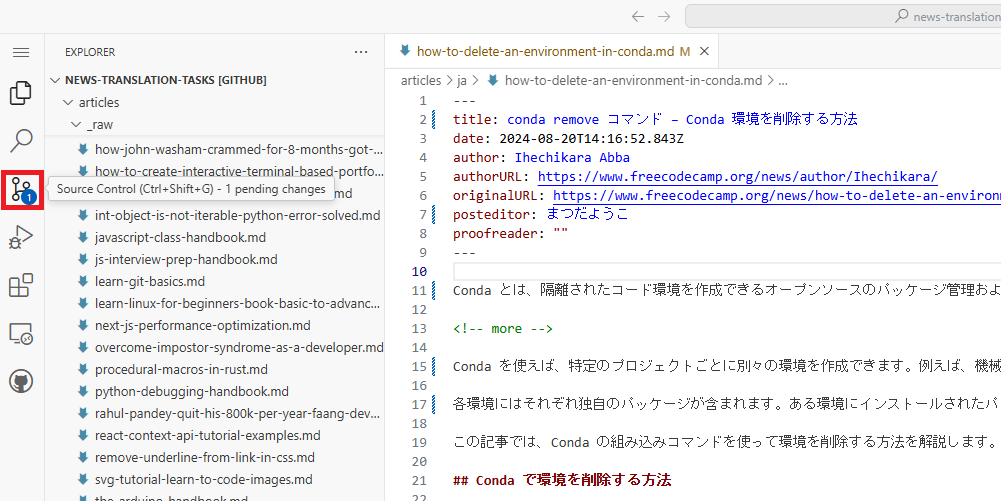 news-translation
EXPLORER
how-to-delete-an-environment-in-conda.md M
NEWS-TRANSLATION-TASKS [GITHUB]
articles
_raw
how-john-washam-crammed-for-8-months-got-...
how-to-create-interactive-terminal-based-portfo...
1
Source Control (Ctrl+Shift+G) - 1 pending changes
md
int-object-is-not-iterable-python-error-solved.md
javascript-class-handbook.md
js-interview-prep-handbook.md
learn-git-basics.md
learn-linux-for-beginners-book-basic-to-advanc...
next-js-performance-optimization.md
overcome-impostor-syndrome-as-a-developer.md
procedural-macros-in-rust.md
python-debugging-handbook.md
rahul-pandey-quit-his-800k-per-year-faang-dev...
react-context-api-tutorial-examples.md
remove-underline-from-link-in-css.md
svg-tutorial-learn-to-code-images.md
the-arduino-handbook.md
articles > ja > how-to-delete-an-environment-in-conda.md > ...
1 ---
2 title: conda remove コマンド – Conda 環境を削除する方法
3 date: 2024-08-20T14:16:52.843Z
4 author: Ihechikara Abba
5 authorURL: https://www.freecodecamp.org/news/author/Ihechikara/
6 originalURL: https://www.freecodecamp.org/news/how-to-delete-an-environm
7 posteditor: まつだようこ
8 proofreader: ""
9 ---
10
11 Conda とは、隔離されたコード環境を作成できるオープンソースのパッケージ管理およ
12
13 <!-- more -->
14
15 Conda を使えば、特定のプロジェクトごとに別々の環境を作成できます。例えば、機械
16
17 各環境にはそれぞれ独自のパッケージが含まれます。ある環境にインストールされたパ
18
19 この記事では、Conda の組み込みコマンドを使って環境を削除する方法を解説します。
20
21 ## Conda で環境を削除する方法